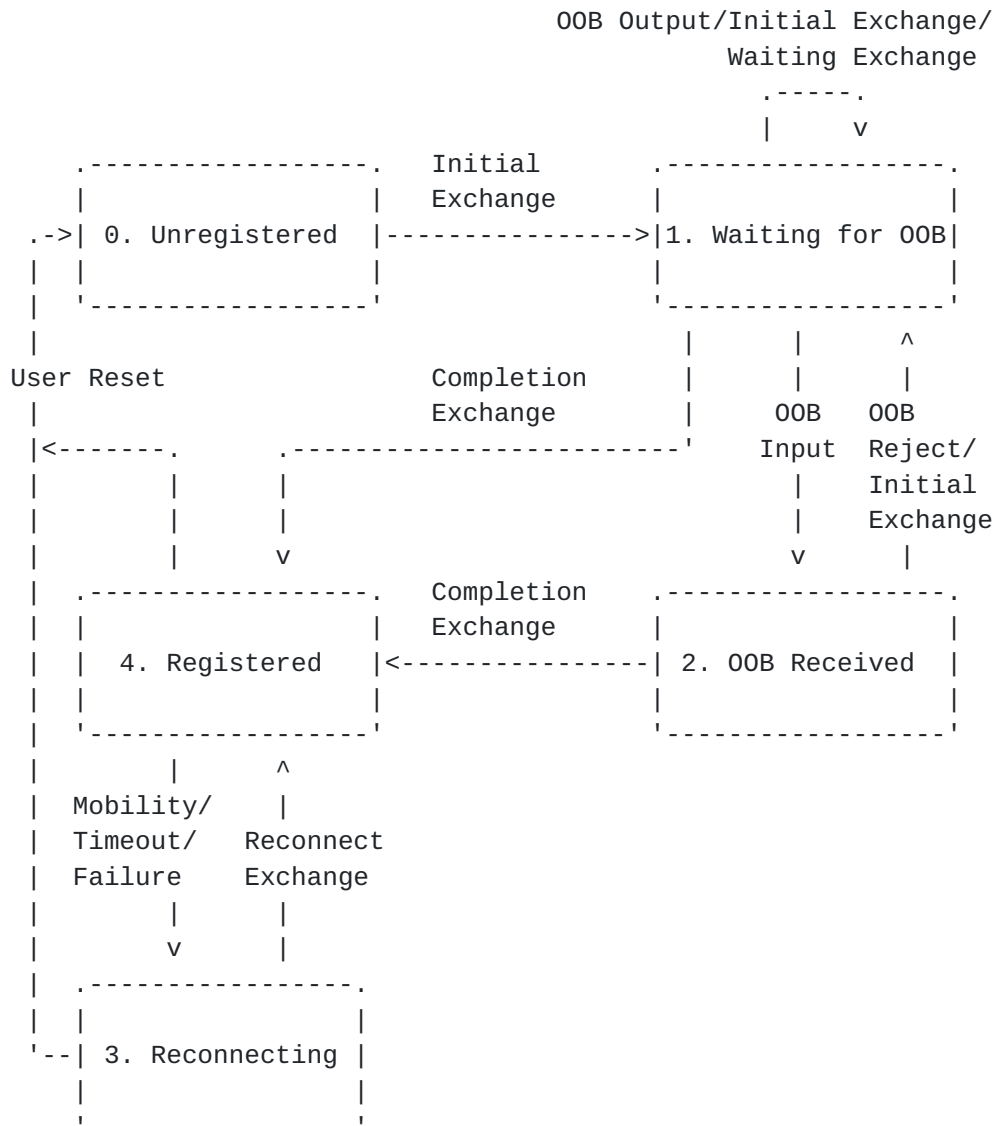 OOB Output/Initial Exchange/
Waiting Exchange
Initial
Exchange
0. Unregistered
1. Waiting for OOB
User Reset
Completion
Exchange
OOB
Input
OOB
Reject/
Initial
Exchange
Completion
Exchange
4. Registered
2. OOB Received
Mobility/
Timeout/
Failure
Reconnect
Exchange
3. Reconnecting